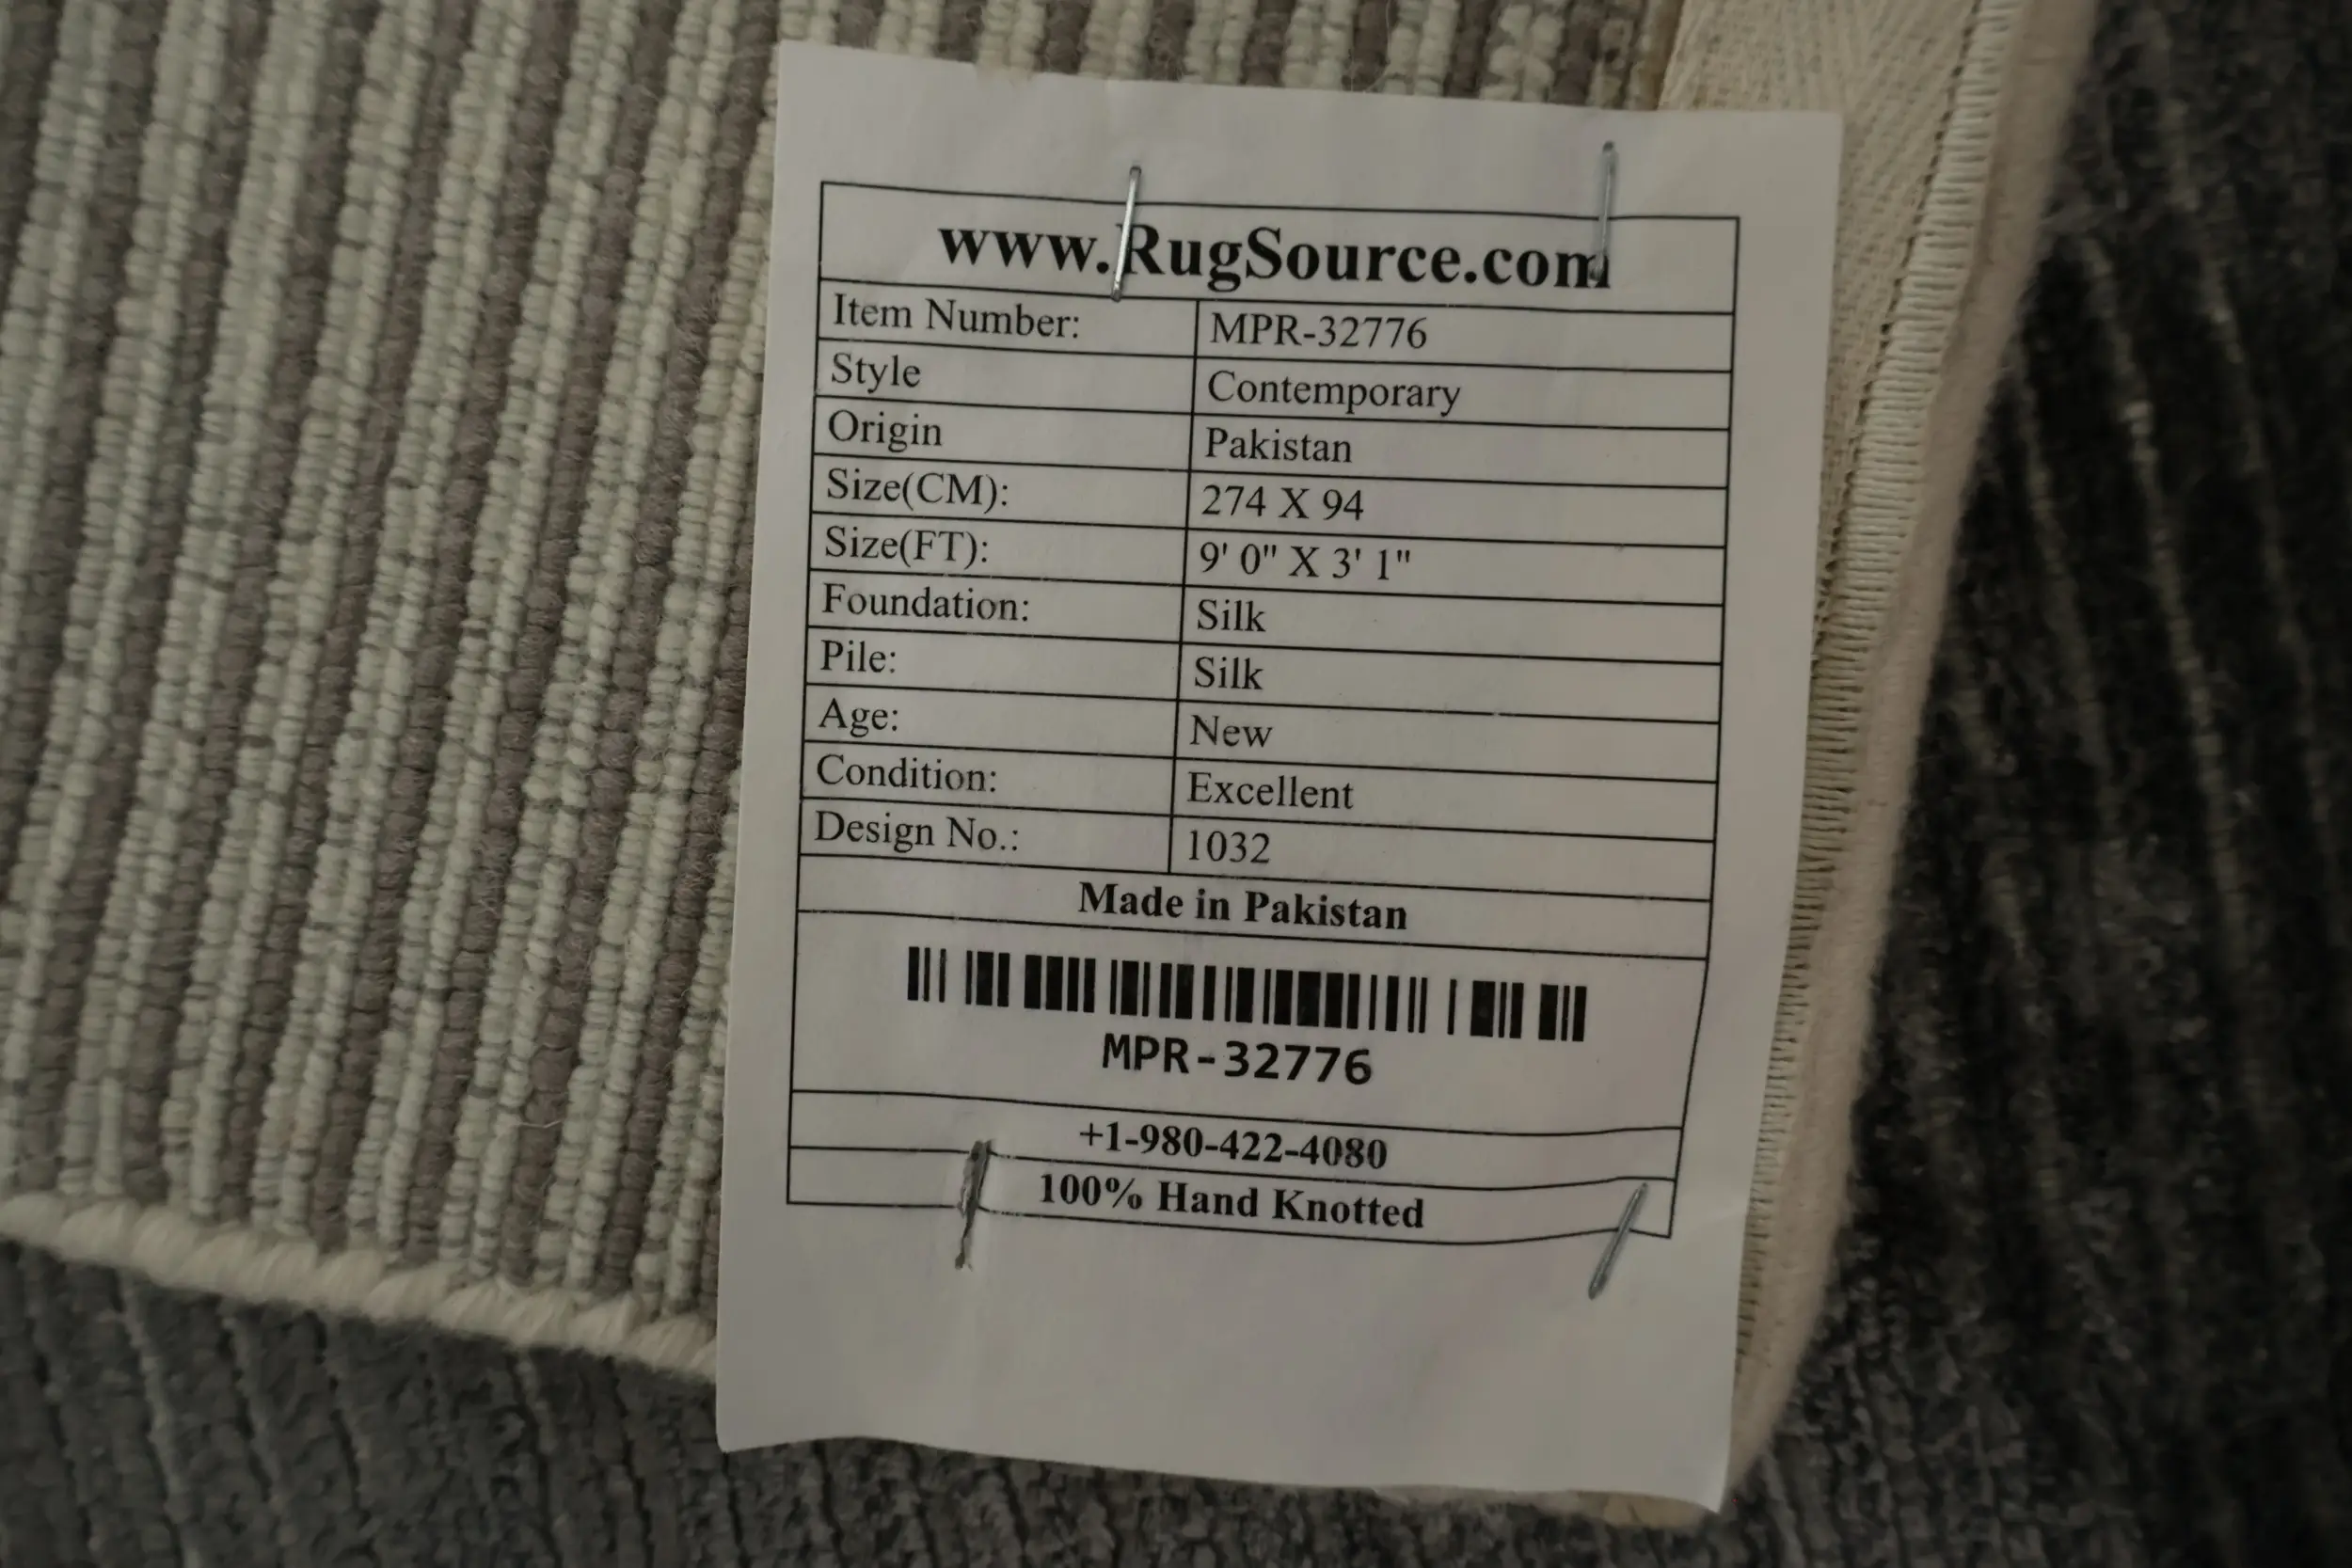 www.RugSource.com
Item Number: MPR-32776
Style Contemporary
Origin Pakistan
Size(CM): 274 X 94
Size(FT): 9' 0" X 3' 1"
Foundation: Silk
Pile: Silk
Age: New
Condition: Excellent
Design No.: 1032
Made in Pakistan
MPR-32776
+1-980-422-4080
100% Hand Knotted